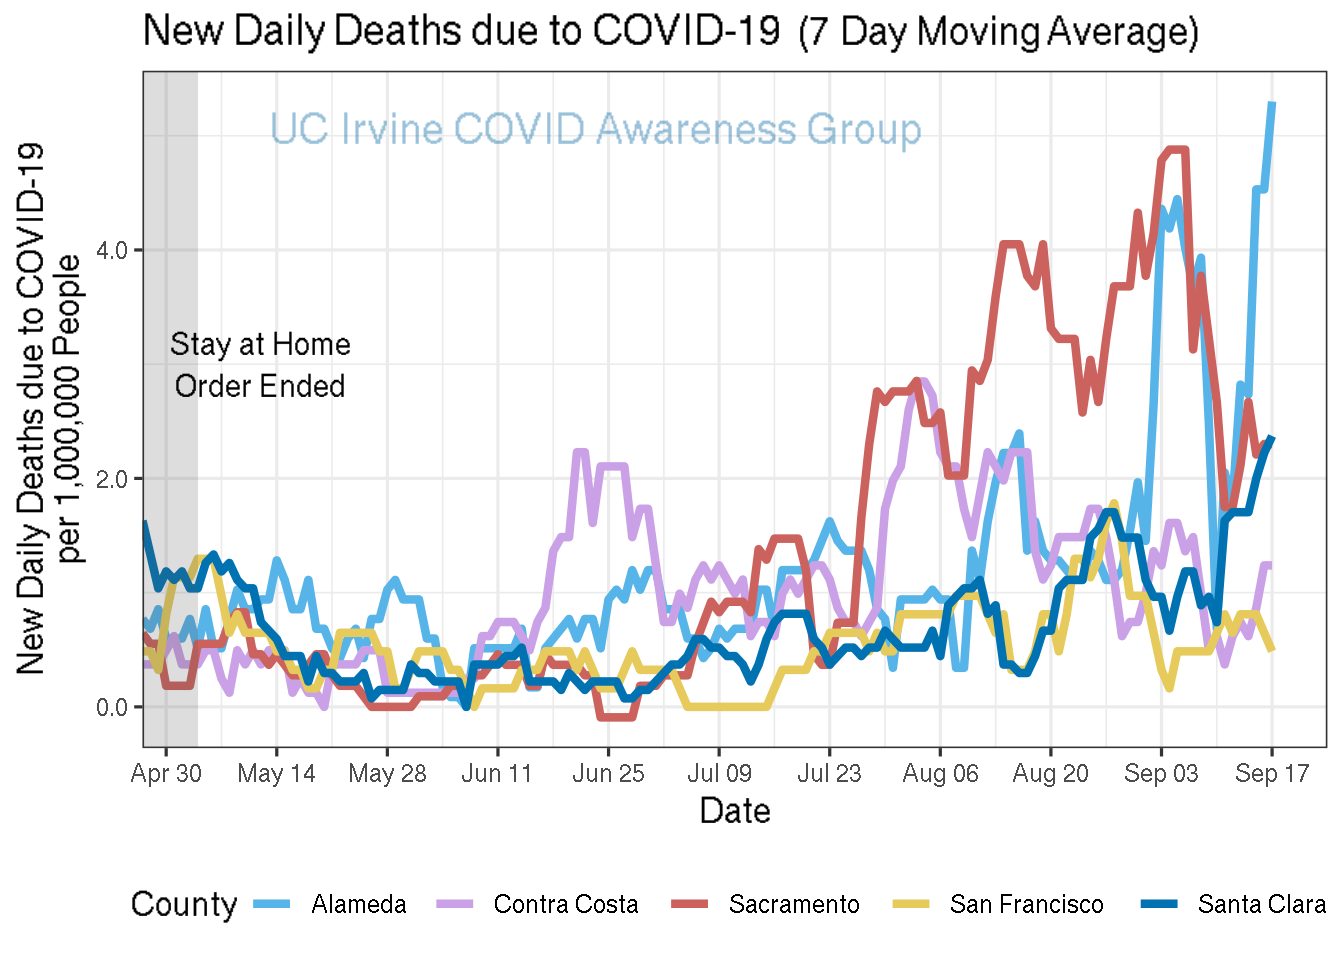 New Daily Deaths due to COVID-19 (7 Day Moving Average)
UC Irvine COVID Awareness Group
New Daily Deaths due to COVID-19
per 1,000,000 People
4.0
2.0
0.0
Stay at Home
Order Ended
Apr 30 May 14 May 28 Jun 11 Jun 25 Jul 09 Jul 23 Aug 06 Aug 20 Sep 03 Sep 17
Date
County Alameda Contra Costa Sacramento San Francisco Santa Clara